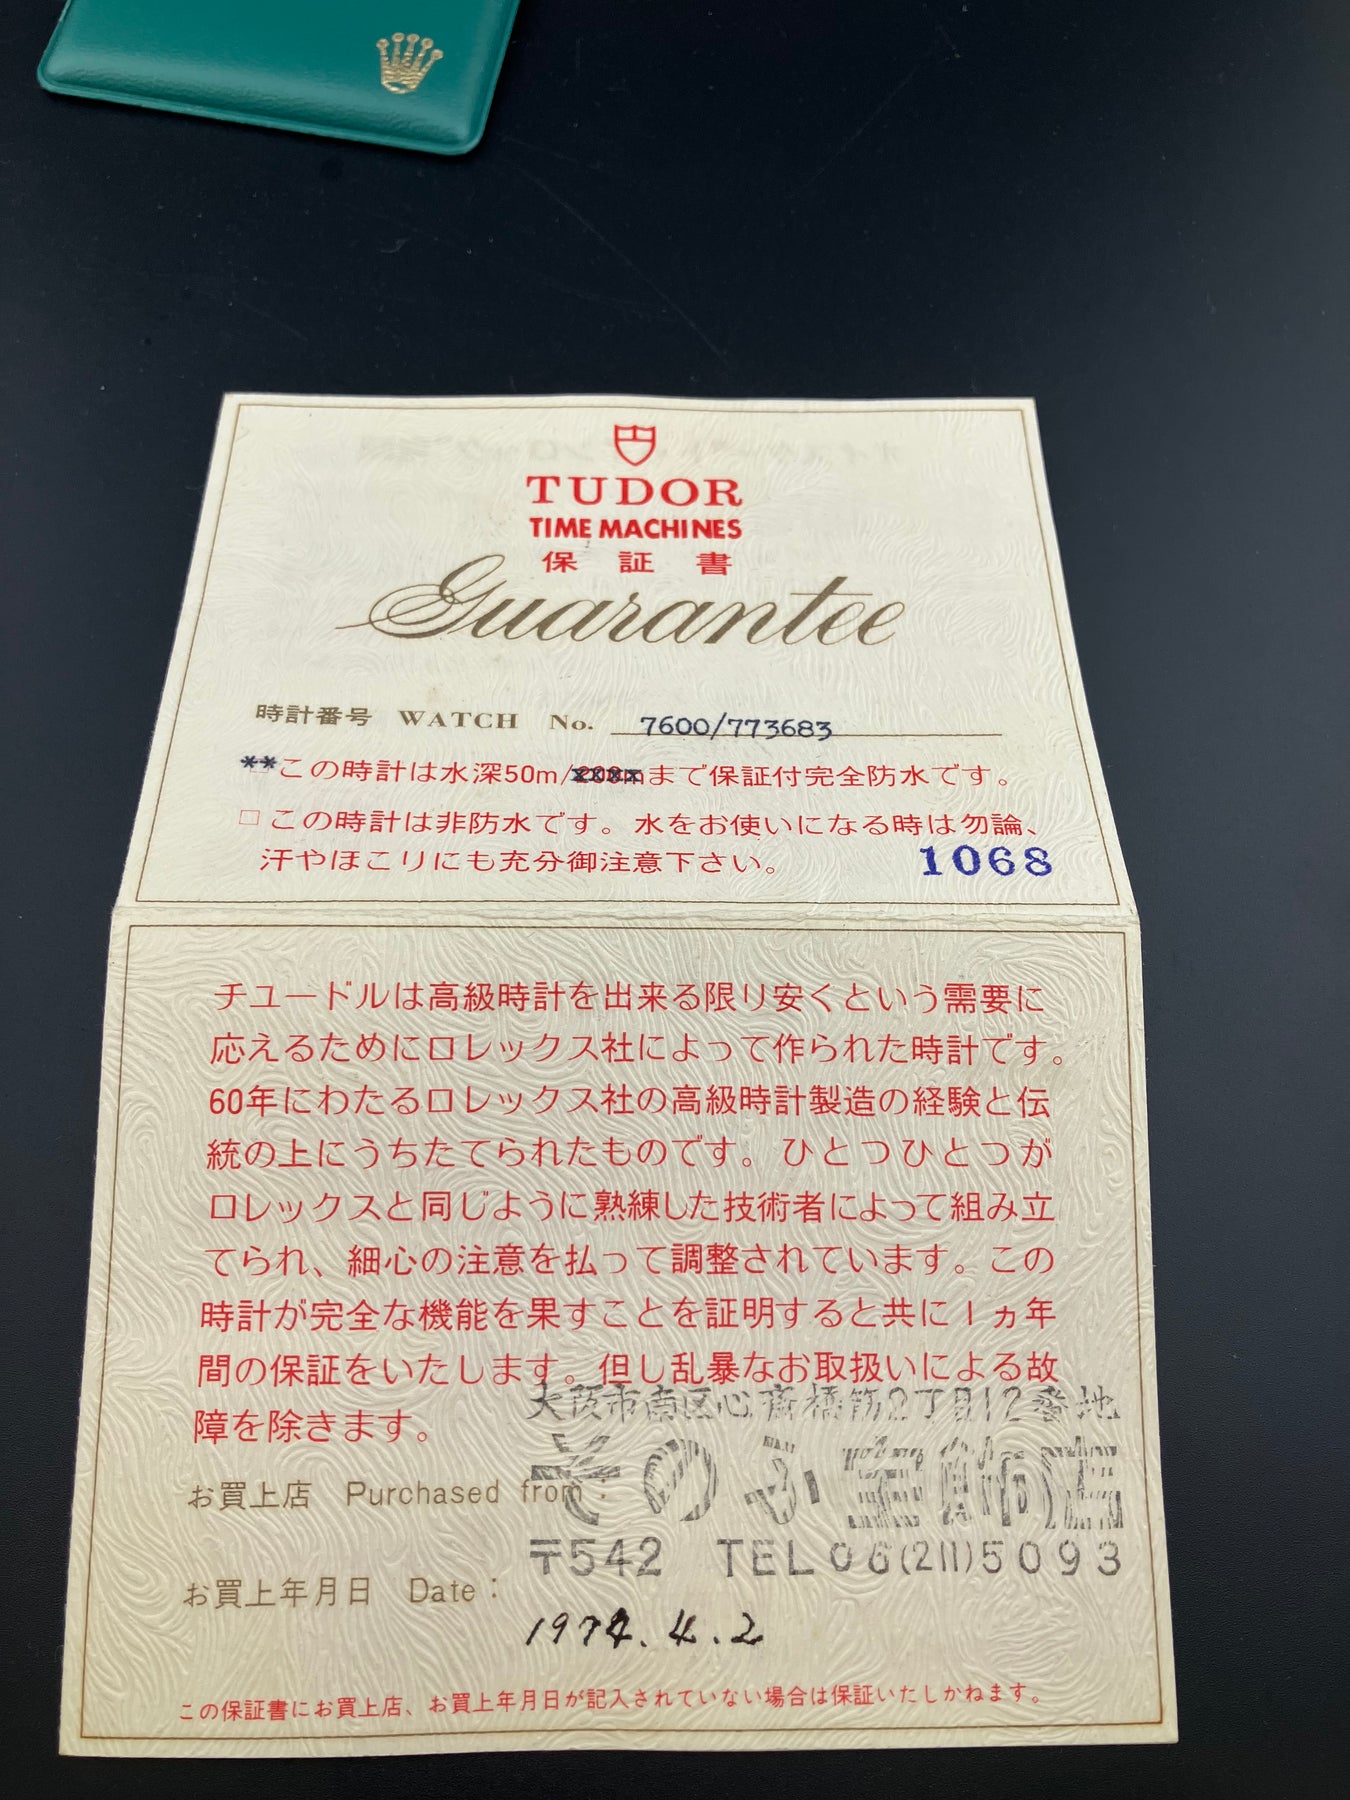 TUDOR
TIME MACHINES
保証書
Guarantee
時計番号 WATCH No. 7600/773683
**この時計は水深50m/まで保証付完全防水です。
□この時計は非防水です。水をお使いになる時は勿論、
汗やほこりにも充分御注意下さい。
1068
チュードルは高級時計を出来る限り安くという需要に
応えるためにロレックス社によって作られた時計です。
60年にわたるロレックス社の高級時計製造の経験と伝
統の上にうちたてられたものです。ひとつひとつが
ロレックスと同じように熟練した技術者によって組み立
てられ、細心の注意を払って調整されています。この
時計が完全な機能を果すことを証明すると共に1ヵ年
間の保証をいたします。但し乱暴なお取扱いによる故
障を除きます。
大阪市南区心斎橋筋2丁目12番地
お買上店 Purchased from:
そのふ宝飾店
〒542 TEL 06(211)5093
お買上年月日 Date:
1974.4.2
この保証書にお買上店、お買上年月日が記入されていない場合は保証いたしかねます。